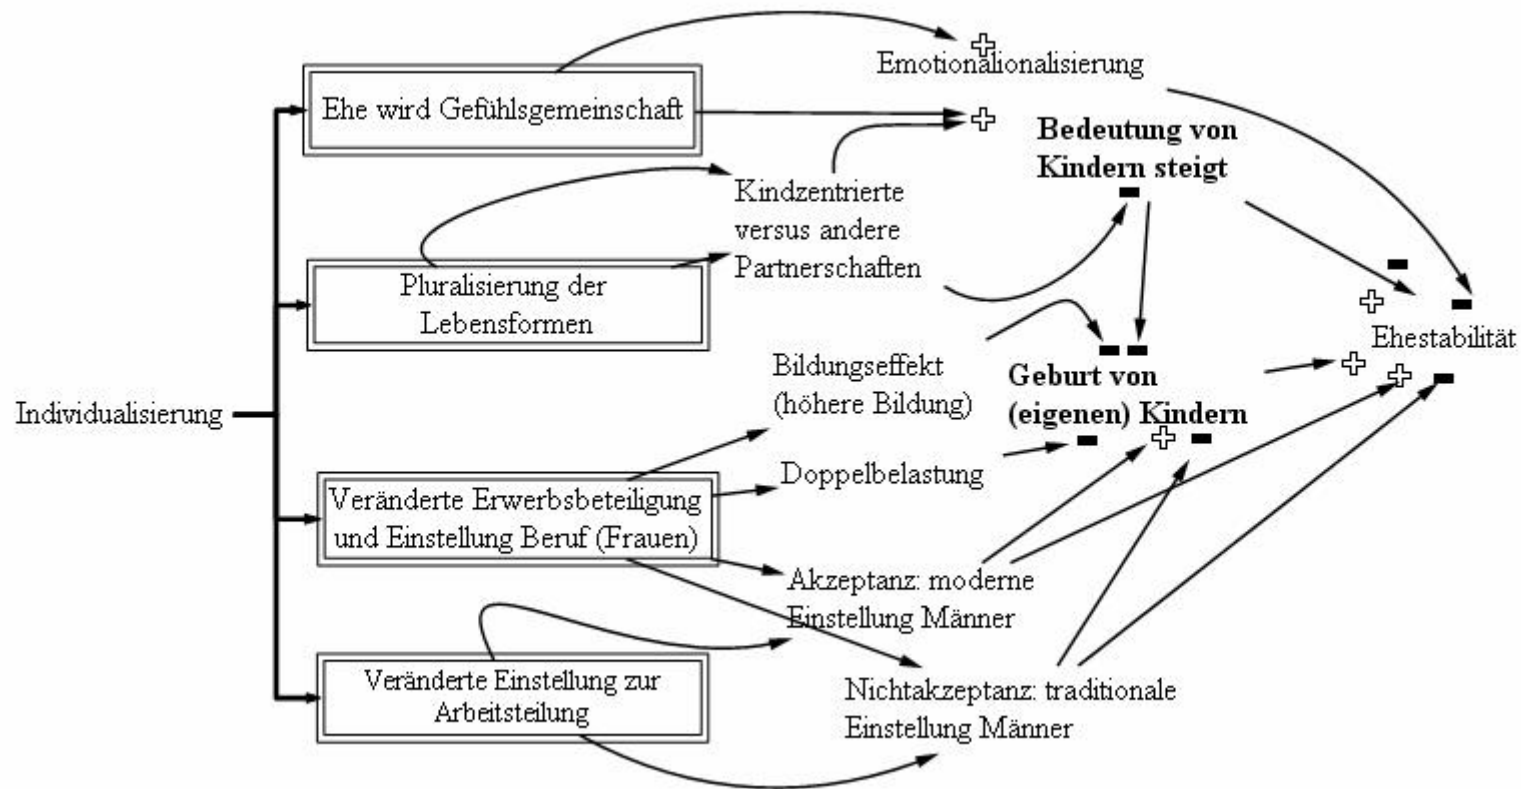 Emotionalionalisierung
Ehe wird Gefühlsgemeinschaft
Bedeutung von
Kindern steigt
Kindzentrierte
versus andere
Partnerschaften
Pluralisierung der
Lebensformen
Ehestabilität
Bildungseffekt
(höhere Bildung)
Geburt von
(eigenen) Kindern
Individualisierung
Doppelbelastung
Veränderte Erwerbsbeteiligung
und Einstellung Beruf (Frauen)
Akzeptanz: moderne
Einstellung Männer
Veränderte Einstellung zur
Arbeitsteilung
Nichtakzeptanz: traditionale
Einstellung Männer